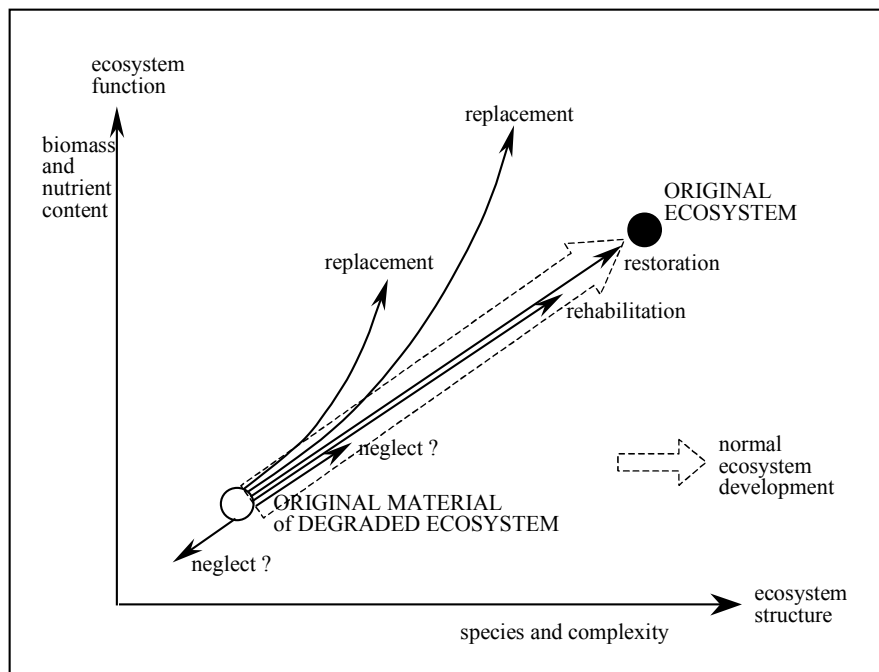 ecosystem
function
biomass
and
nutrient
content
replacement
ORIGINAL
ECOSYSTEM
replacement
restoration
rehabilitation
neglect ?
normal
ecosystem
development
ORIGINAL MATERIAL
of DEGRADED ECOSYSTEM
neglect ?
ecosystem
structure
species and complexity